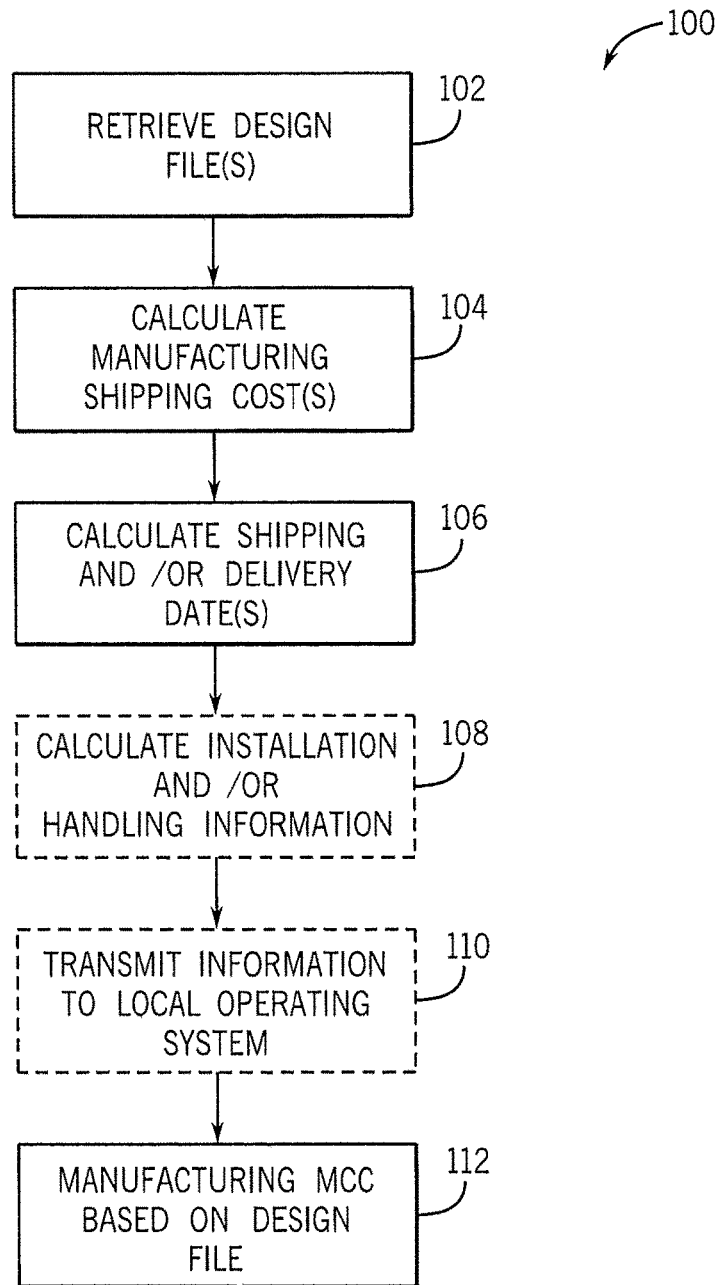 100
RETRIEVE DESIGN
FILE(S)
102
CALCULATE
MANUFACTURING
SHIPPING COST(S)
104
CALCULATE SHIPPING
AND /OR DELIVERY
DATE(S)
106
CALCULATE INSTALLATION
AND /OR
HANDLING INFORMATION
108
TRANSMIT INFORMATION
TO LOCAL OPERATING
SYSTEM
110
MANUFACTURING MCC
BASED ON DESIGN
FILE
112